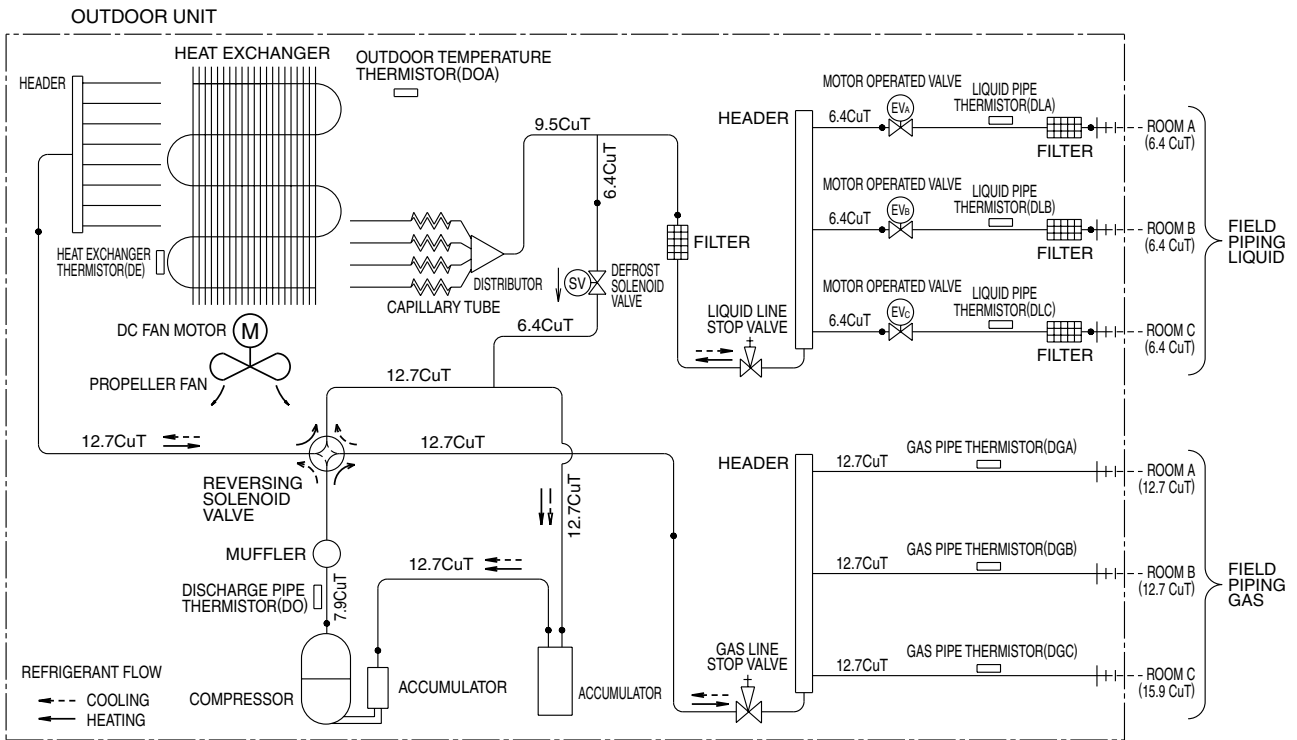 OUTDOOR UNIT
HEAT EXCHANGER
HEADER
OUTDOOR TEMPERATURE
THERMISTOR(DOA)
HEAT EXCHANGER
THERMISTOR(DE)
DC FAN MOTOR
M
PROPELLER FAN
CAPILLARY TUBE
DISTRIBUTOR
9.5CuT
6.4CuT
SV
DEFROST
SOLENOID
VALVE
6.4CuT
FILTER
LIQUID LINE
STOP VALVE
HEADER
MOTOR OPERATED VALVE
EVA
6.4CuT
LIQUID PIPE
THERMISTOR(DLA)
FILTER
ROOM A
(6.4 CuT)
MOTOR OPERATED VALVE
EVB
6.4CuT
LIQUID PIPE
THERMISTOR(DLB)
FILTER
ROOM B
(6.4 CuT)
MOTOR OPERATED VALVE
EVC
6.4CuT
LIQUID PIPE
THERMISTOR(DLC)
FILTER
ROOM C
(6.4 CuT)
FIELD
PIPING
LIQUID
12.7CuT
12.7CuT
12.7CuT
REVERSING
SOLENOID
VALVE
MUFFLER
DISCHARGE PIPE
THERMISTOR(DO)
7.9CuT
12.7CuT
12.7CuT
COMPRESSOR
ACCUMULATOR
ACCUMULATOR
GAS LINE
STOP VALVE
HEADER
12.7CuT
GAS PIPE THERMISTOR(DGA)
ROOM A
(12.7 CuT)
12.7CuT
GAS PIPE THERMISTOR(DGB)
ROOM B
(12.7 CuT)
12.7CuT
GAS PIPE THERMISTOR(DGC)
ROOM C
(15.9 CuT)
FIELD
PIPING
GAS
REFRIGERANT FLOW
COOLING
HEATING